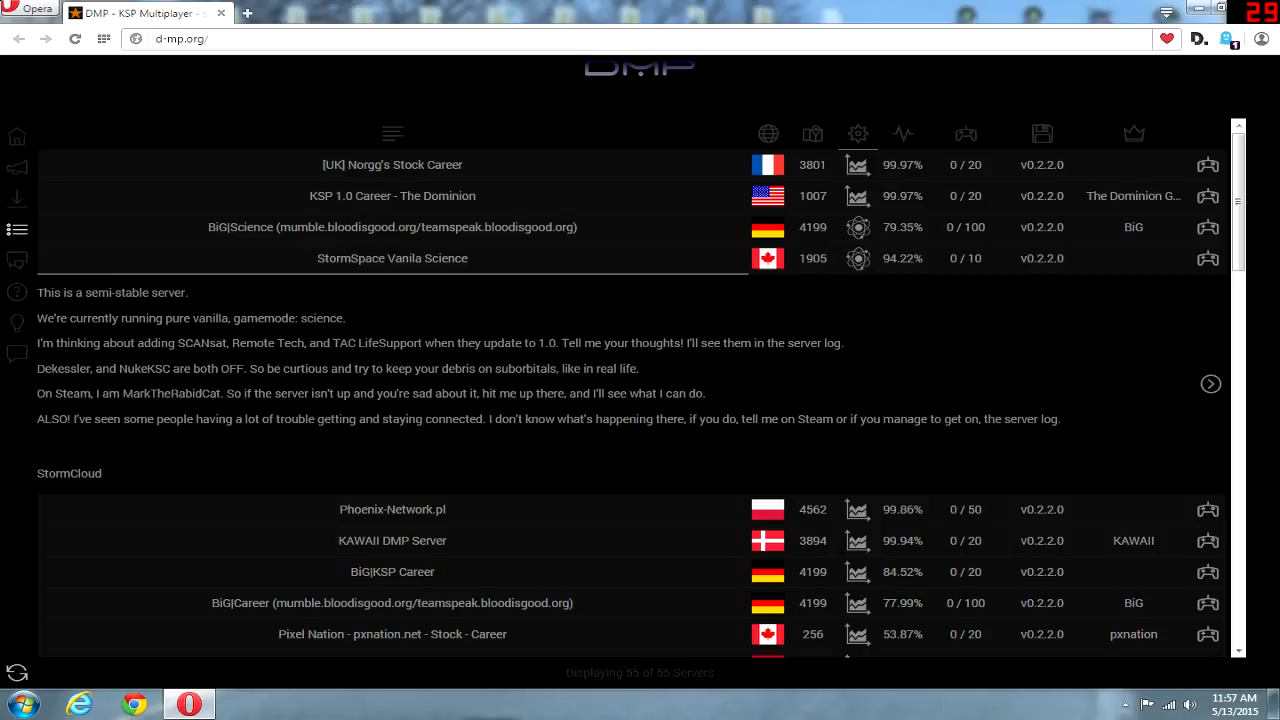 Opera
DMP - KSP Multiplayer -
29
d-mp.org/
D.
1
DMP
[UK] Norgg's Stock Career 3801 99.97% 0 / 20 v0.2.2.0
KSP 1.0 Career - The Dominion 1007 99.97% 0 / 20 v0.2.2.0 The Dominion G...
BiG|Science (mumble.bloodisgood.org/teamspeak.bloodisgood.org) 4199 79.35% 0 / 100 v0.2.2.0 BiG
StormSpace Vanila Science 1905 94.22% 0 / 10 v0.2.2.0
This is a semi-stable server.
We're currently running pure vanilla, gamemode: science.
I'm thinking about adding SCANsat, Remote Tech, and TAC LifeSupport when they update to 1.0. Tell me your thoughts! I'll see them in the server log.
Dekessler, and NukeKSC are both OFF. So be curtious and try to keep your debris on suborbitals, like in real life.
On Steam, I am MarkTheRabidCat. So if the server isn't up and you're sad about it, hit me up there, and I'll see what I can do.
ALSO! I've seen some people having a lot of trouble getting and staying connected. I don't know what's happening there, if you do, tell me on Steam or if you manage to get on, the server log.
StormCloud
Phoenix-Network.pl 4562 99.86% 0 / 50 v0.2.2.0
KAWAII DMP Server 3894 99.94% 0 / 20 v0.2.2.0 KAWAII
BiG|KSP Career 4199 84.52% 0 / 20 v0.2.2.0
BiG|Career (mumble.bloodisgood.org/teamspeak.bloodisgood.org) 4199 77.99% 0 / 100 v0.2.2.0 BiG
Pixel Nation - pxnation.net - Stock - Career 256 53.87% 0 / 20 v0.2.2.0 pxnation
Displaying 55 of 55 Servers
11:57 AM
5/13/2015